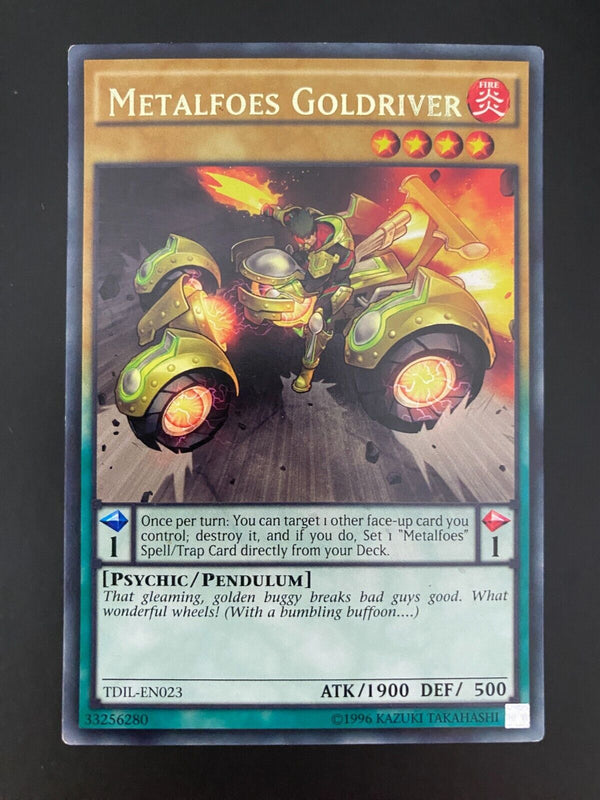 METALFOES GOLDRIVER
FIRE
炎
Once per turn: You can target 1 other face-up card you
control; destroy it, and if you do, Set 1 "Metalfoes"
Spell/Trap Card directly from your Deck.
1
1
[PSYCHIC/PENDULUM]
That gleaming, golden buggy breaks bad guys good. What
wonderful wheels! (With a bumbling buffoon....)
TDIL-EN023
ATK/1900 DEF/ 500
33256280
©1996 KAZUKI TAKAHASHI